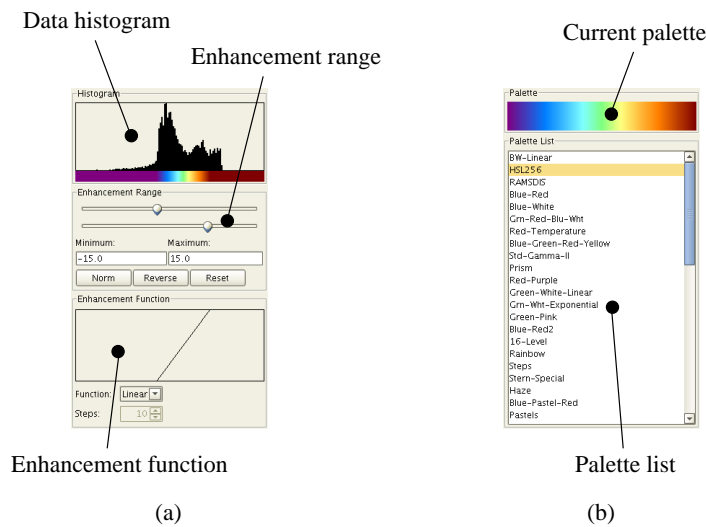 Data histogram
Enhancement range
Current palette
Histogram
Enhancement Range
Minimum: Maximum:
-15.0 15.0
Norm Reverse Reset
Enhancement Function
Function: Linear
Steps: 10
Enhancement function
(a)
Palette
Palette List
BW-Linear
HSL256
RAMSDIS
Blue-Red
Blue-White
Grn-Red-Blu-Wht
Red-Temperature
Blue-Green-Red-Yellow
Std-Gamma-II
Prism
Red-Purple
Green-White-Linear
Grn-Wht-Exponential
Green-Pink
Blue-Red2
16-Level
Rainbow
Steps
Stern-Special
Haze
Blue-Pastel-Red
Pastels
Palette list
(b)